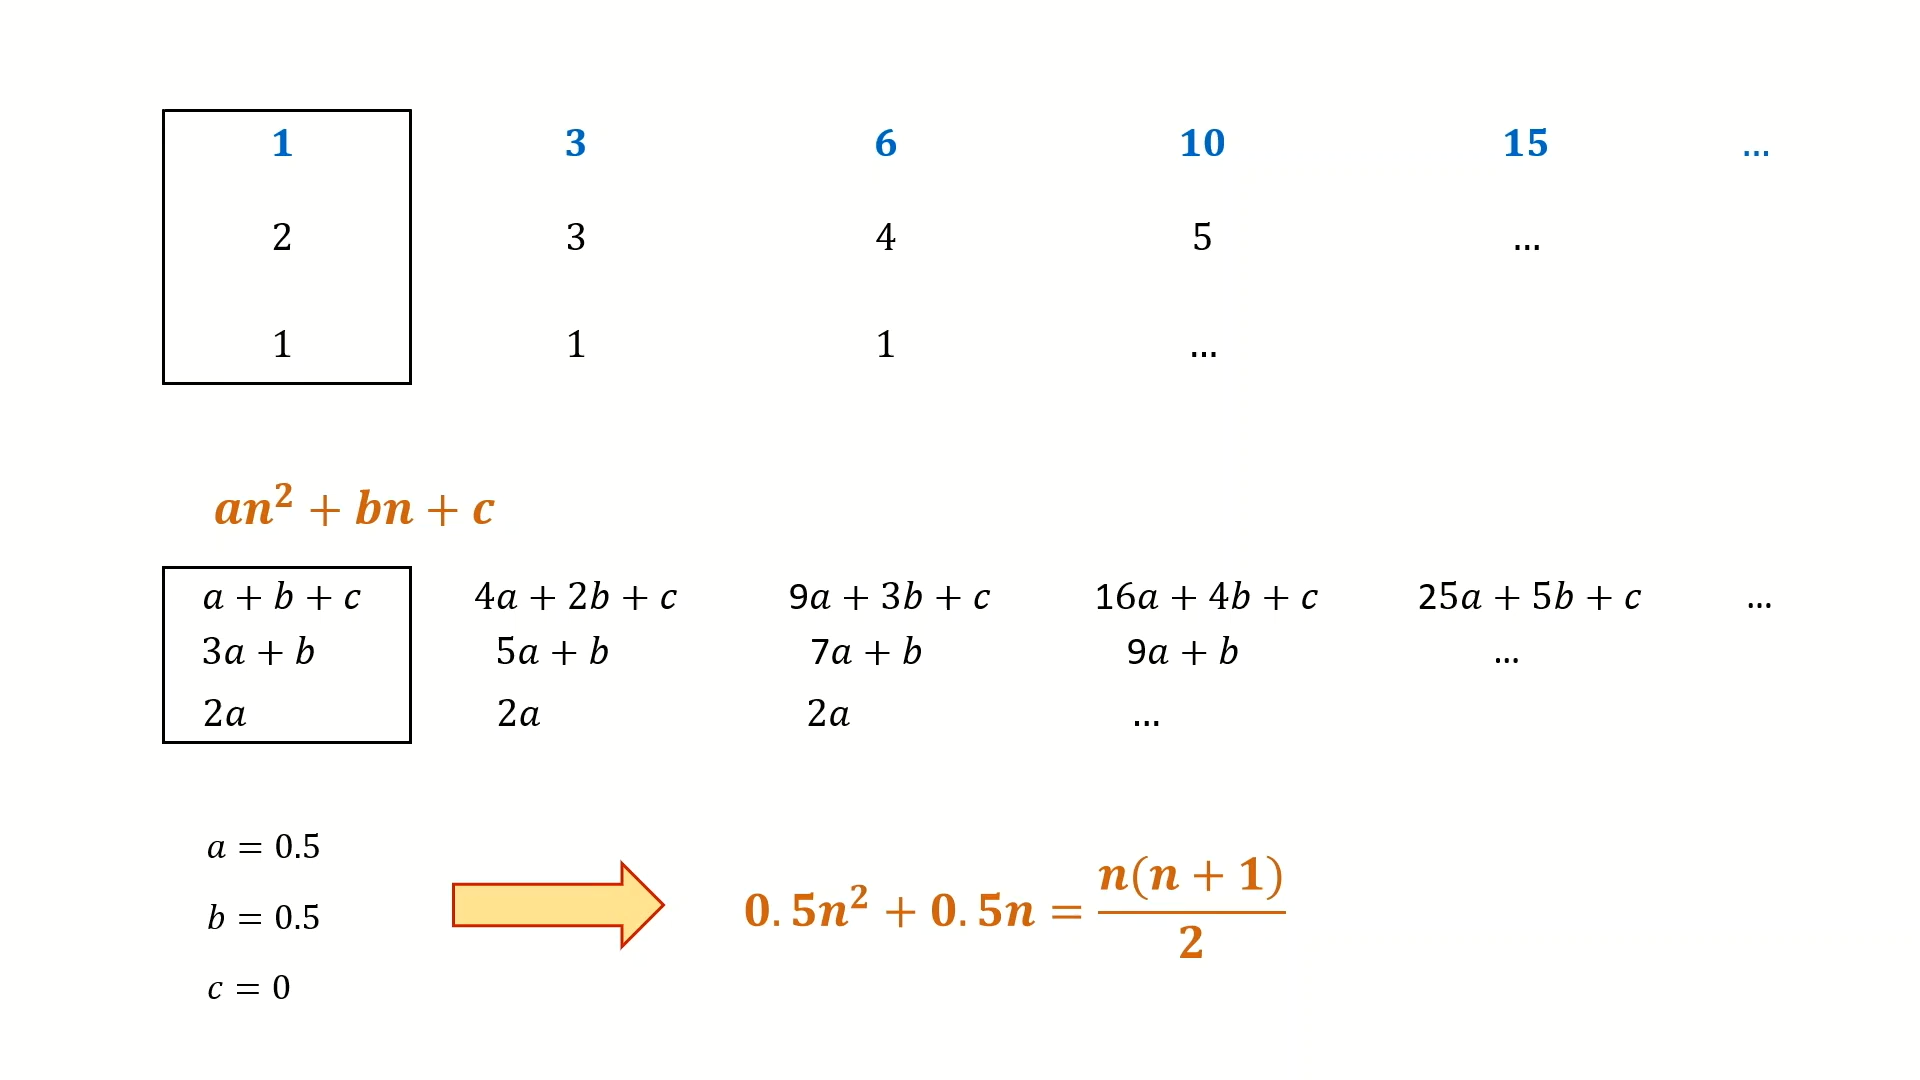 1 3 6 10 15 ...
2 3 4 5 ...
1 1 1 ...
an² + bn + c
a + b + c 4a + 2b + c 9a + 3b + c 16a + 4b + c 25a + 5b + c ...
3a + b 5a + b 7a + b 9a + b ...
2a 2a 2a ...
a = 0.5
b = 0.5
c = 0
0.5n² + 0.5n = n(n + 1)/2